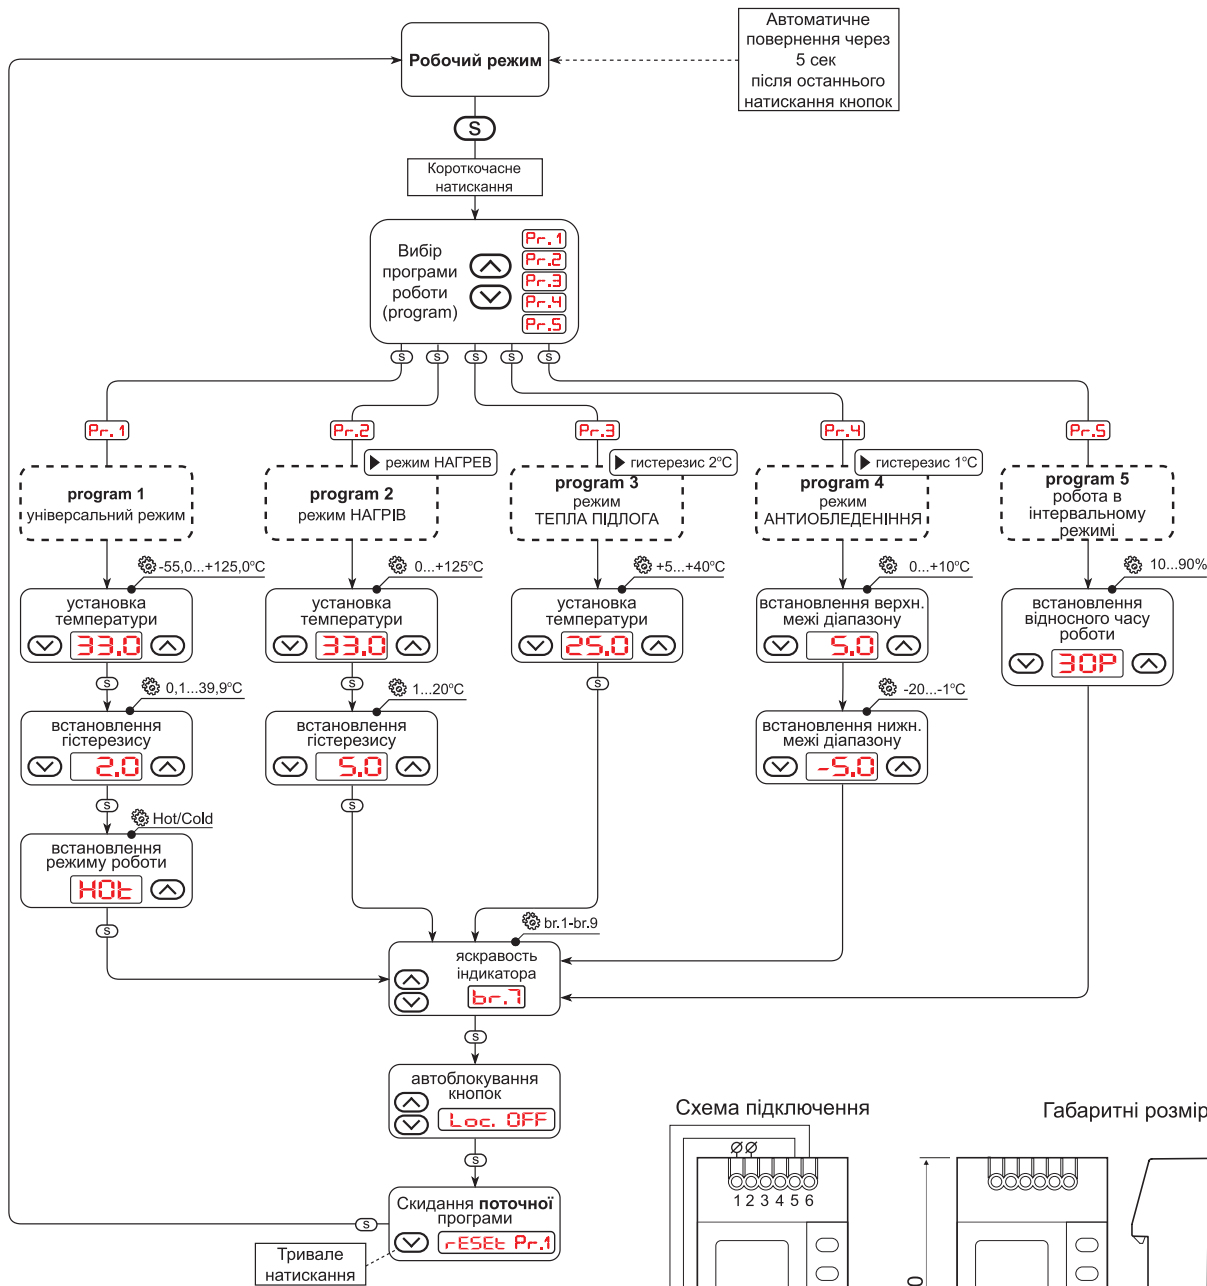 Автоматичне
повернення через
5 сек
після останнього
натискання кнопок
Робочий режим
S
Короткочасне
натискання
Вибір
програми
роботи
(program)
Pr.1
Pr.2
Pr.3
Pr.4
Pr.5
S S S S S
Pr.1
Pr.2
Pr.3
Pr.4
Pr.5
program 1
універсальний режим
режим НАГРЕВ
program 2
режим НАГРІВ
гистерезис 2°C
program 3
режим
ТЕПЛА ПІДЛОГА
гистерезис 1°C
program 4
режим
АНТИОБЛЕДЕНІННЯ
program 5
робота в
інтервальному
режимі
-55,0...+125,0°C
установка
температури
33.0
S
0...+125°C
установка
температури
33.0
S
+5...+40°C
установка
температури
25.0
S
0...+10°C
встановлення верхн.
межі діапазону
5.0
10...90%
встановлення
відносного часу
роботи
30P
0,1...39,9°C
встановлення
гістерезису
2.0
S
1...20°C
встановлення
гістерезису
5.0
S
-20...-1°C
встановлення нижн.
межі діапазону
-5.0
Hot/Cold
встановлення
режиму роботи
HOt
S
br.1-br.9
яскравость
індикатора
br.7
S
автоблокування
кнопок
Loc. OFF
S
Скидання поточної
програми
rESEt Pr.1
S
Тривале
натискання
Схема підключення
1 2 3 4 5 6
Габаритні розмір
0